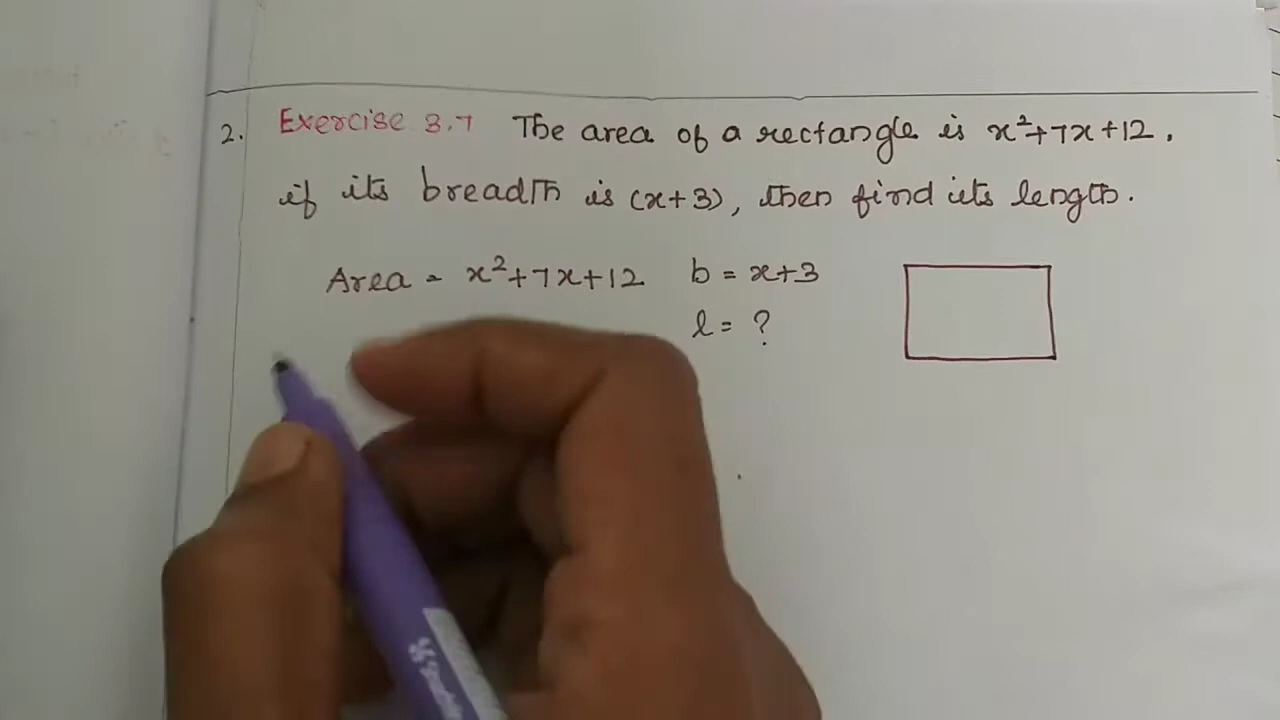 2. Exercise 3.7 The area of a rectangle is x²+7x+12,
if its breadth is (x+3), then find its length.
Area = x²+7x+12 b = x+3
l = ?